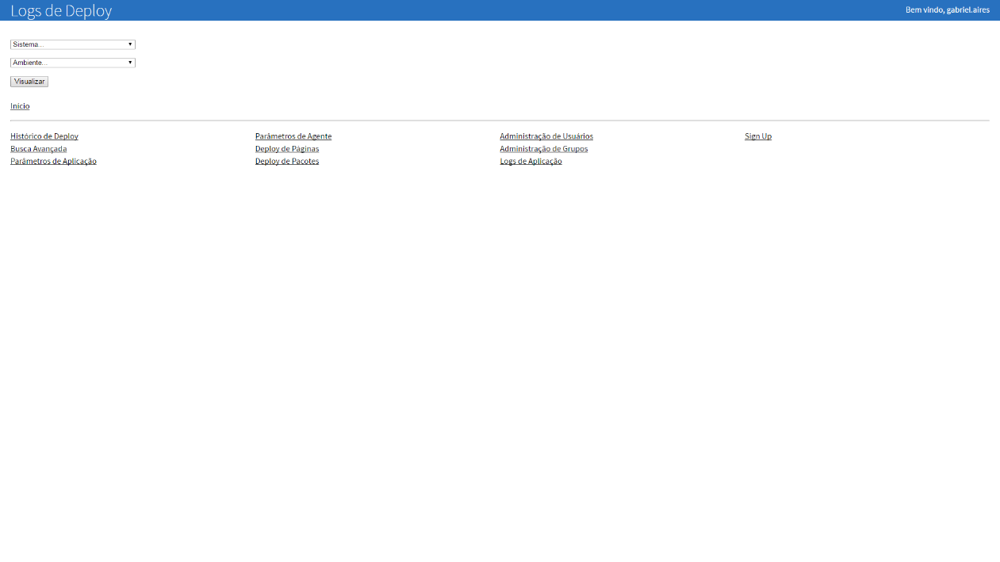 Logs de Deploy
Bem vindo, gabriel.aires
Sistema...
Ambiente...
Visualizar
Início
Histórico de Deploy
Busca Avançada
Parâmetros de Aplicação
Parâmetros de Agente
Deploy de Páginas
Deploy de Pacotes
Administração de Usuários
Administração de Grupos
Logs de Aplicação
Sign Up